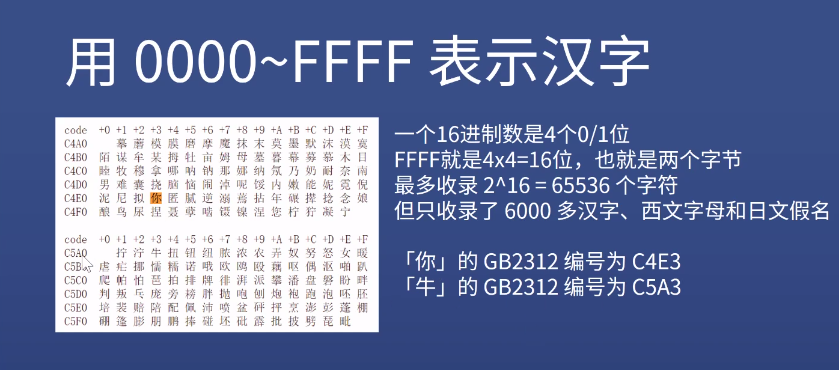 用 0000~FFFF 表示汉字
code +0 +1 +2 +3 +4 +5 +6 +7 +8 +9 +A +B +C +D +E +F
C4A0 摹 蘑 模 膜 磨 摩 魔 抹 末 莫 墨 默 沫 漠 寞
C4B0 陌 谋 牟 某 拇 牡 亩 姆 母 墓 暮 幕 募 慕 木 目
C4C0 睦 牧 穆 拿 哪 呐 钠 那 娜 纳 氖 乃 奶 耐 奈 南
C4D0 男 难 囊 挠 脑 恼 闹 淖 呢 馁 内 嫩 能 妮 霓 倪
C4E0 泥 尼 拟 你 匿 腻 逆 溺 蔫 拈 年 碾 撵 捻 念 娘
C4F0 酿 鸟 尿 捏 聂 孽 啮 镊 镍 涅 您 柠 狞 凝 宁
code +0 +1 +2 +3 +4 +5 +6 +7 +8 +9 +A +B +C +D +E +F
C5A0 拧 泞 牛 扭 钮 纽 脓 浓 农 弄 奴 努 怒 女 暖
C5B0 虐 疟 挪 懦 糯 诺 哦 欧 鸥 殴 藕 呕 偶 沤 啪 趴
C5C0 爬 帕 怕 琶 拍 排 牌 徘 湃 派 攀 潘 盘 磐 盼 畔
C5D0 判 叛 乓 庞 旁 耪 胖 抛 咆 刨 炮 袍 跑 泡 呸 胚
C5E0 培 裴 赔 陪 配 佩 沛 喷 盆 砰 抨 烹 澎 彭 蓬 棚
C5F0 硼 篷 膨 朋 鹏 捧 碰 坯 砒 霹 批 披 劈 琵 毗
一个16进制数是4个0/1位
FFFF就是4x4=16位，也就是两个字节
最多收录 2^16 = 65536 个字符
但只收录了 6000 多汉字、西文字母和日文假名
「你」的 GB2312 编号为 C4E3
「牛」的 GB2312 编号为 C5A3